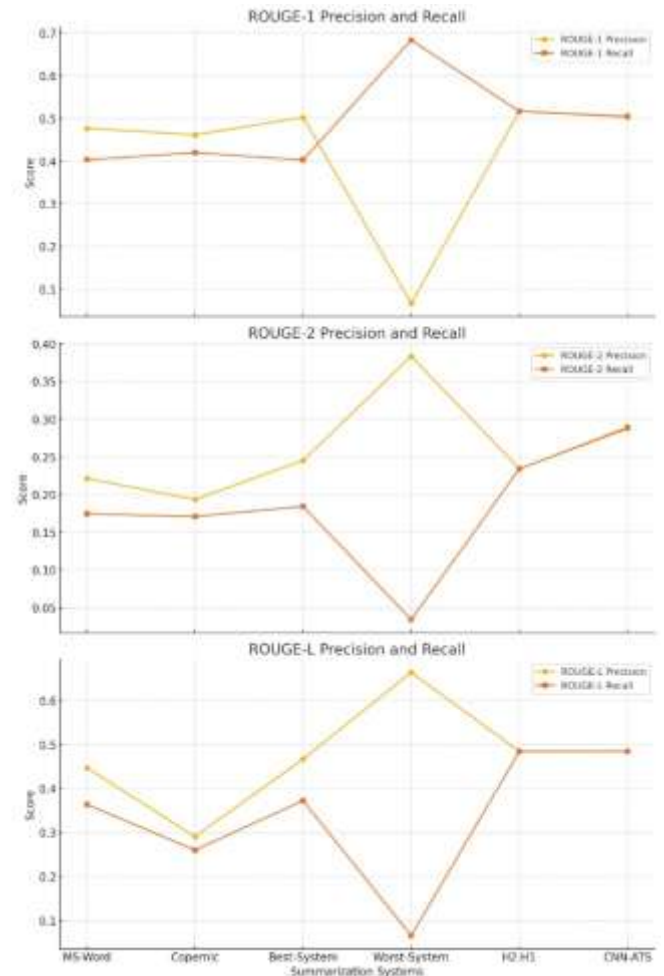 ROUGE-1 Precision and Recall
0.7
ROUGE-1 Precision
ROUGE-1 Recall
0.6
0.5
0.4
Score
0.3
0.2
0.1
ROUGE-2 Precision and Recall
0.40
ROUGE-2 Precision
ROUGE-2 Recall
0.35
0.30
0.25
Score
0.20
0.15
0.10
0.05
ROUGE-L Precision and Recall
ROUGE-L Precision
ROUGE-L Recall
0.6
0.5
0.4
Score
0.3
0.2
0.1
MS-Word Copernic Best-System Worst-System H2.H1 CNN-ATS
Summarization Systems